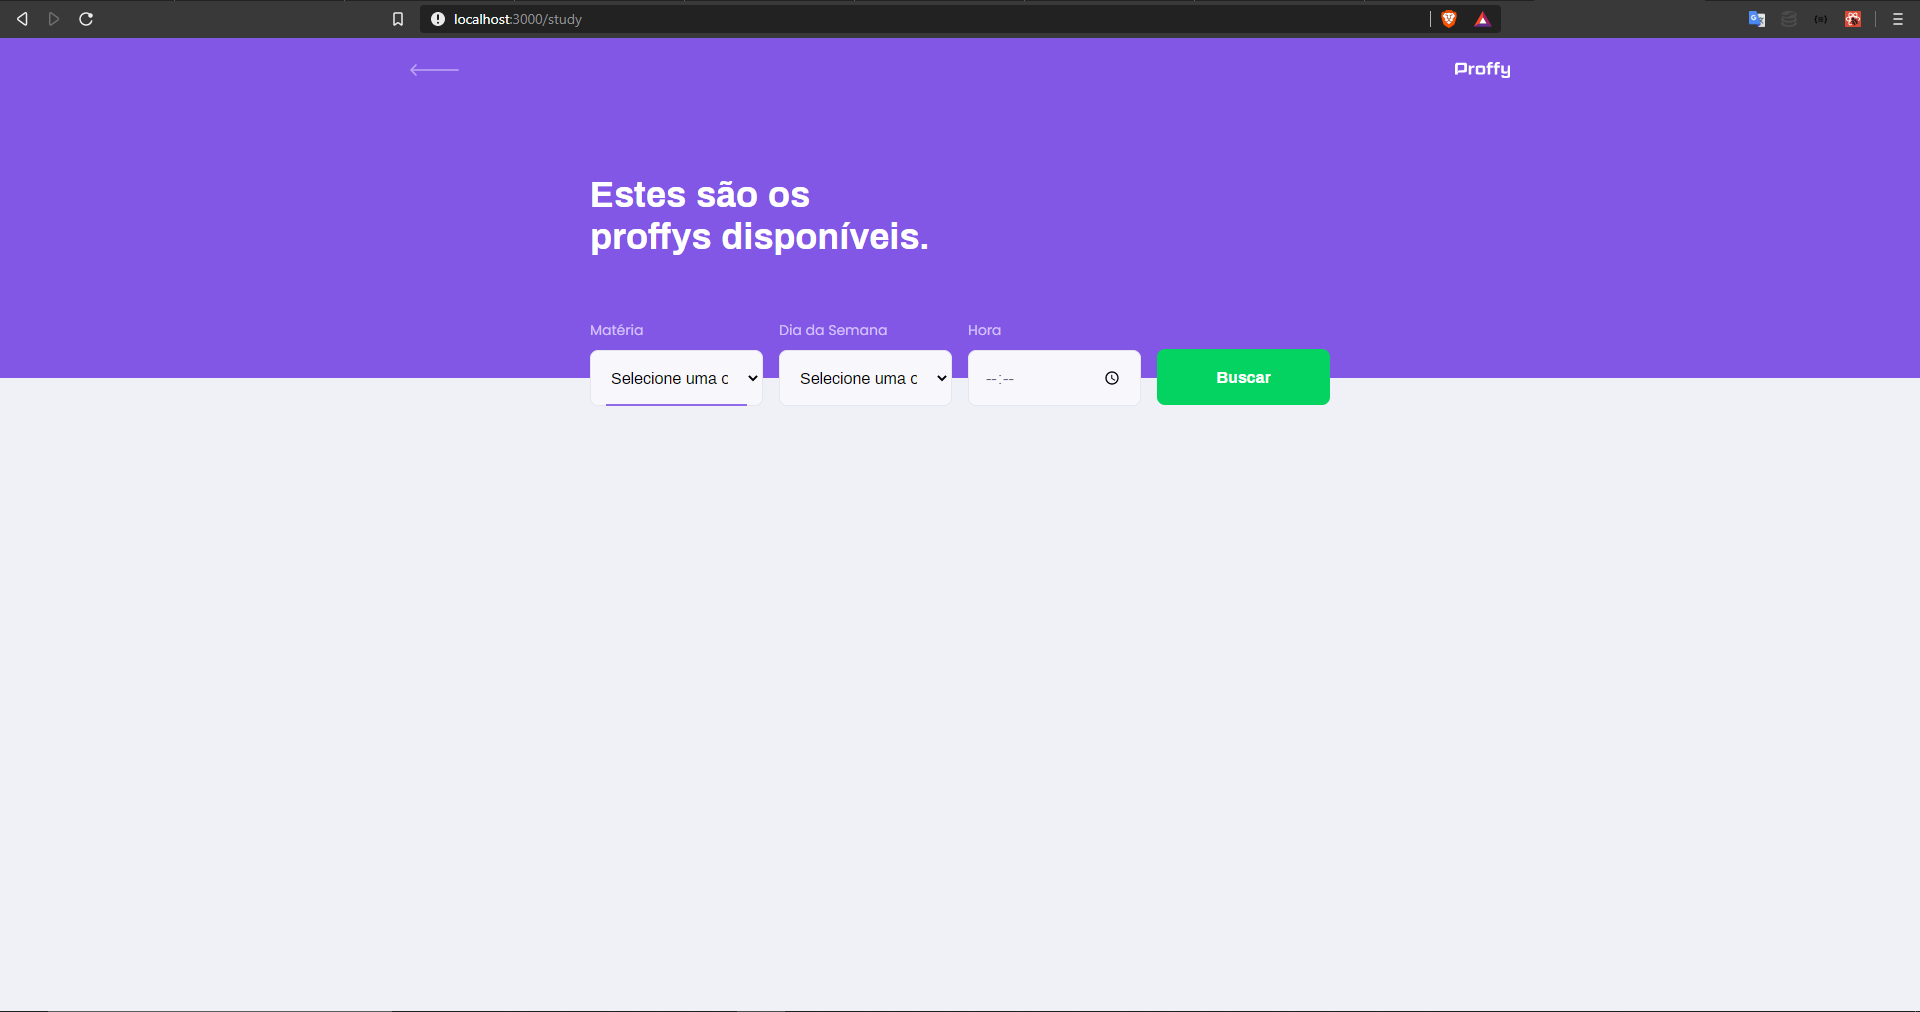 localhost:3000/study
Proffy
Estes são os
proffys disponíveis.
Matéria
Dia da Semana
Hora
Selecione uma c
Selecione uma c
--:--
Buscar